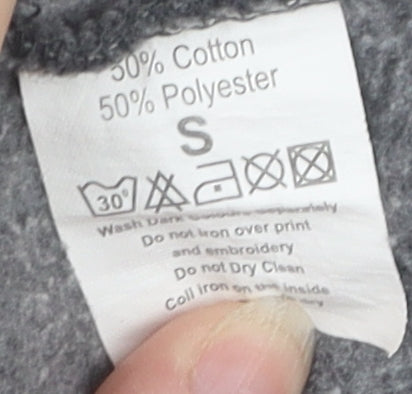 50% Cotton
50% Polyester
S
30°
Wash Dark Colours Separately
Do not Iron over print
and embroidery
Do not Dry Clean
Coll Iron on the inside